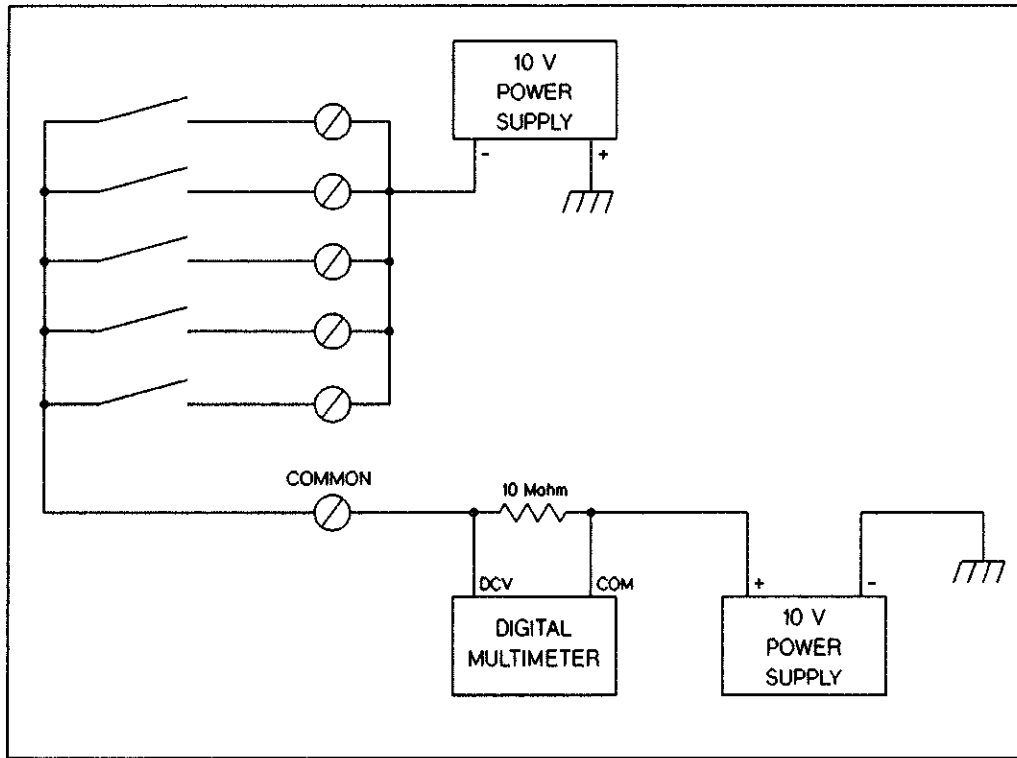 10 V
POWER
SUPPLY
-
+
COMMON
10 Mohm
DCV
COM
DIGITAL
MULTIMETER
+
-
10 V
POWER
SUPPLY